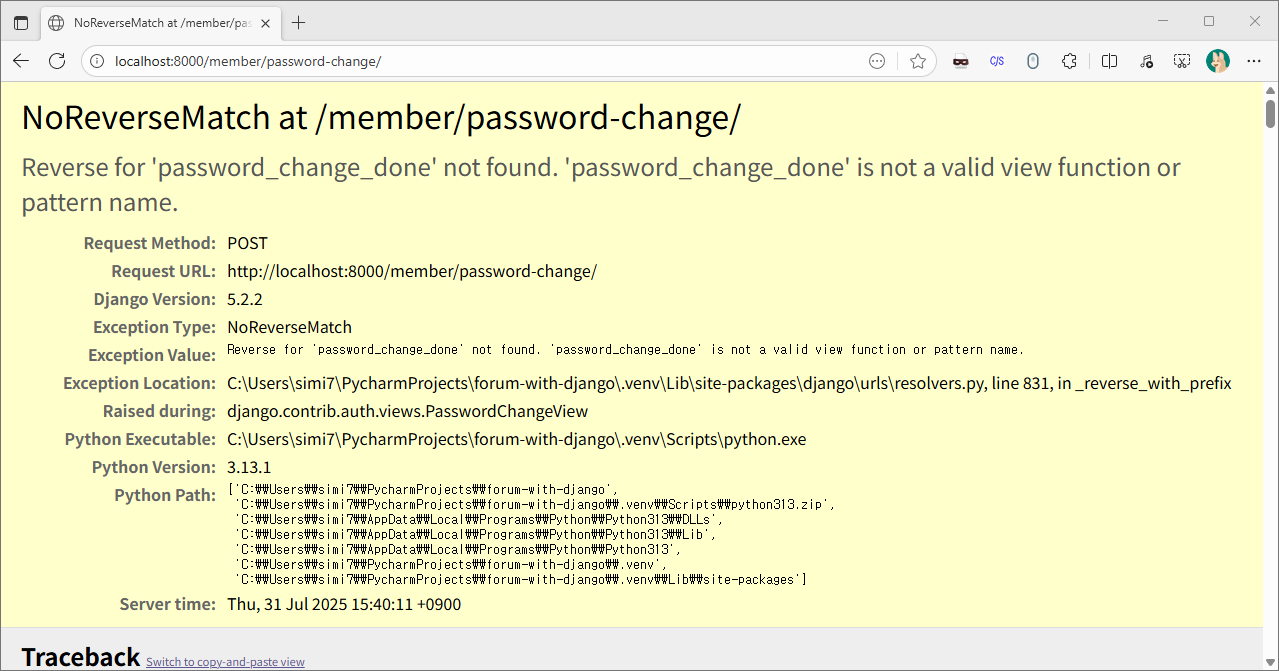 NoReverseMatch at /member/pas
localhost:8000/member/password-change/
C/S
NoReverseMatch at /member/password-change/
Reverse for 'password_change_done' not found. 'password_change_done' is not a valid view function or
pattern name.
Request Method: POST
Request URL: http://localhost:8000/member/password-change/
Django Version: 5.2.2
Exception Type: NoReverseMatch
Exception Value: Reverse for 'password_change_done' not found. 'password_change_done' is not a valid view function or pattern name.
Exception Location: C:\Users\simi7\PycharmProjects\forum-with-django\.venv\Lib\site-packages\django\urls\resolvers.py, line 831, in _reverse_with_prefix
Raised during: django.contrib.auth.views.PasswordChangeView
Python Executable: C:\Users\simi7\PycharmProjects\forum-with-django\.venv\Scripts\python.exe
Python Version: 3.13.1
Python Path: ['C:₩₩Users₩₩simi7₩₩PycharmProjects₩₩forum-with-django',
'C:₩₩Users₩₩simi7₩₩PycharmProjects₩₩forum-with-django₩₩.venv₩₩Scripts₩₩python313.zip',
'C:₩₩Users₩₩simi7₩₩AppData₩₩Local₩₩Programs₩₩Python₩₩Python313₩₩DLLs',
'C:₩₩Users₩₩simi7₩₩AppData₩₩Local₩₩Programs₩₩Python₩₩Python313₩₩Lib',
'C:₩₩Users₩₩simi7₩₩AppData₩₩Local₩₩Programs₩₩Python₩₩Python313',
'C:₩₩Users₩₩simi7₩₩PycharmProjects₩₩forum-with-django₩₩.venv',
'C:₩₩Users₩₩simi7₩₩PycharmProjects₩₩forum-with-django₩₩.venv₩₩Lib₩₩site-packages']
Server time: Thu, 31 Jul 2025 15:40:11 +0900
Traceback Switch to copy-and-paste view